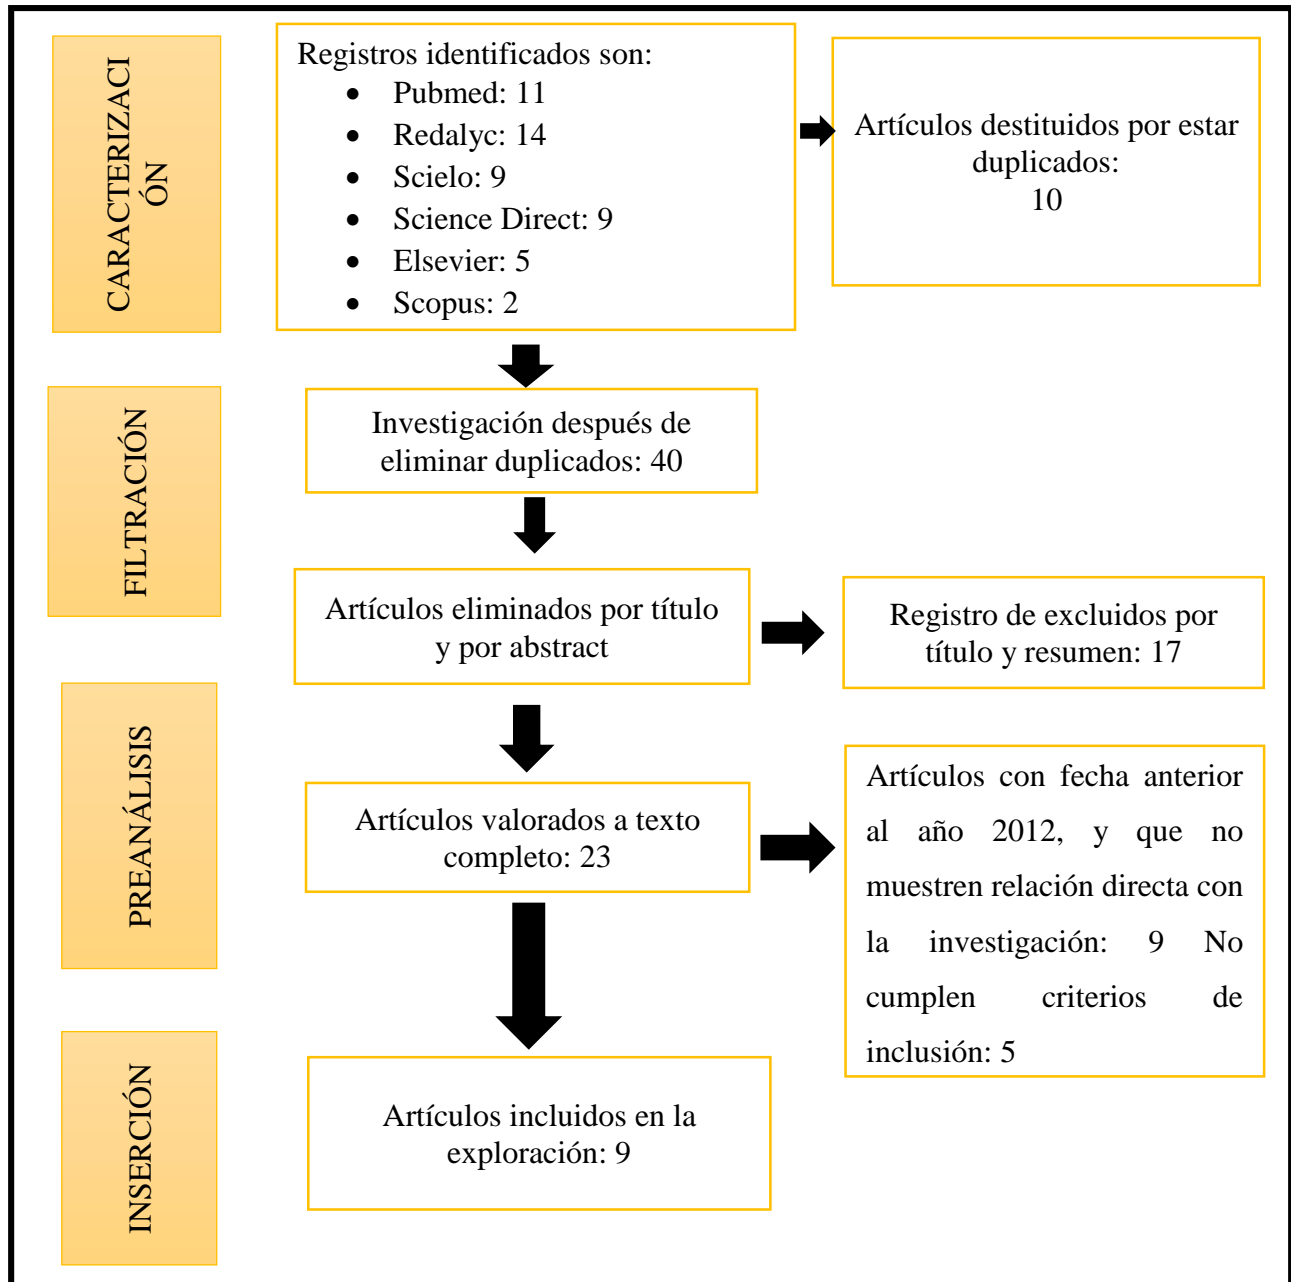 CARACTERIZACI
ÓN
Registros identificados son:
• Pubmed: 11
• Redalyc: 14
• Scielo: 9
• Science Direct: 9
• Elsevier: 5
• Scopus: 2
Artículos destituidos por estar
duplicados:
10
FILTRACIÓN
Investigación después de
eliminar duplicados: 40
Artículos eliminados por título
y por abstract
Registro de excluidos por
título y resumen: 17
PREANÁLISIS
Artículos valorados a texto
completo: 23
Artículos con fecha anterior
al año 2012, y que no
muestren relación directa con
la investigación: 9 No
cumplen criterios de
inclusión: 5
INSERCIÓN
Artículos incluidos en la
exploración: 9